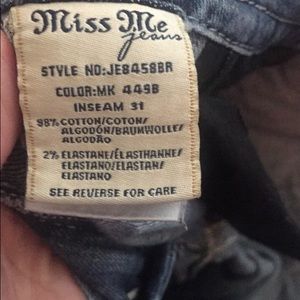 Miss Me
jeans
STYLE NO:JE8458BR
COLOR:MK 449B
INSEAM 31
98% COTTON/COTON/
ALGODÓN/BAUMWOLLE/
ALGODÃO
2% ELASTANE/ÉLASTHANNE/
ELASTANO/ELASTAN/
ELASTANO
SEE REVERSE FOR CARE